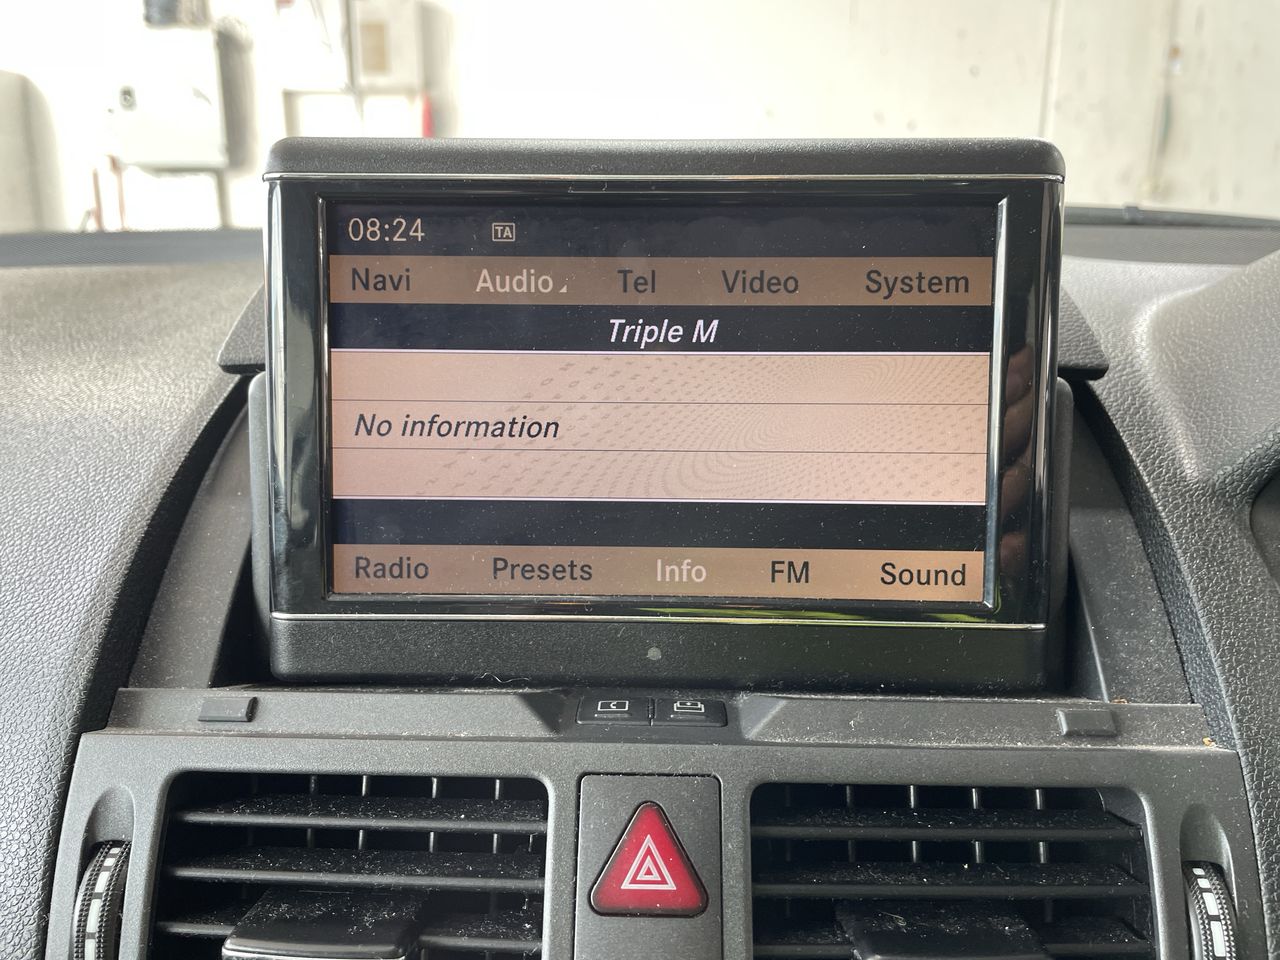 08:24 TA
Navi Audio Tel Video System
Triple M
No information
Radio Presets Info FM Sound